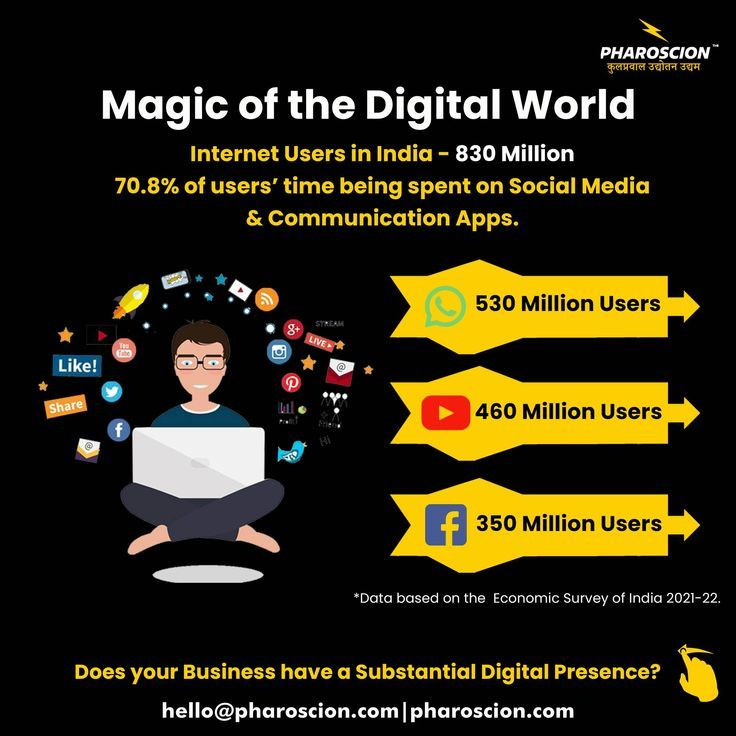 PHAROSCION™
कुलप्रवाल उद्योतन उद्यम
Magic of the Digital World
Internet Users in India - 830 Million
70.8% of users' time being spent on Social Media
& Communication Apps.
530 Million Users
STREAM
LIVE
You
Tube
Like!
Share
460 Million Users
Hi
350 Million Users
*Data based on the Economic Survey of India 2021-22.
Does your Business have a Substantial Digital Presence?
hello@pharoscion.com|pharoscion.com